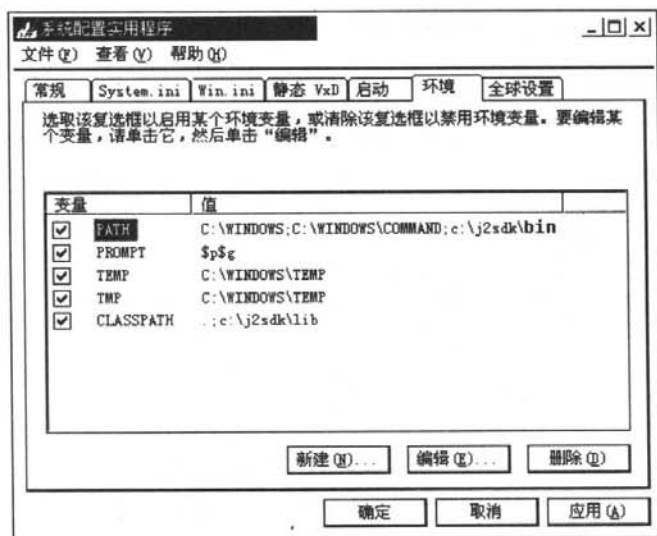 系统配置实用程序
文件(F) 查看(V) 帮助(H)
常规 System.ini Win.ini 静态 VxD 启动 环境 全球设置
选取该复选框以启用某个环境变量，或清除该复选框以禁用环境变量。要编辑某
个变量，请单击它，然后单击“编辑”。
变量 值
PATH C:\WINDOWS;C:\WINDOWS\COMMAND;c:\j2sdk\bin
PROMPT $p$g
TEMP C:\WINDOWS\TEMP
TMP C:\WINDOWS\TEMP
CLASSPATH .;c:\j2sdk\lib
新建(N)... 编辑(E)... 删除(D)
确定 取消 应用(A)